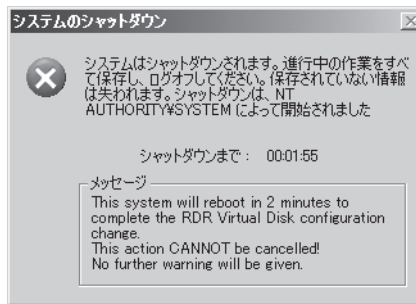 システムのシャットダウン
システムはシャットダウンされます。進行中の作業をすべ
て保存し、ログオフしてください。保存されていない情報
は失われます。シャットダウンは、NT
AUTHORITY¥SYSTEM によって開始されました
シャットダウンまで： 00:01:55
メッセージ
This system will reboot in 2 minutes to
complete the RDR Virtual Disk configuration
change.
This action CANNOT be cancelled!
No further warning will be given.